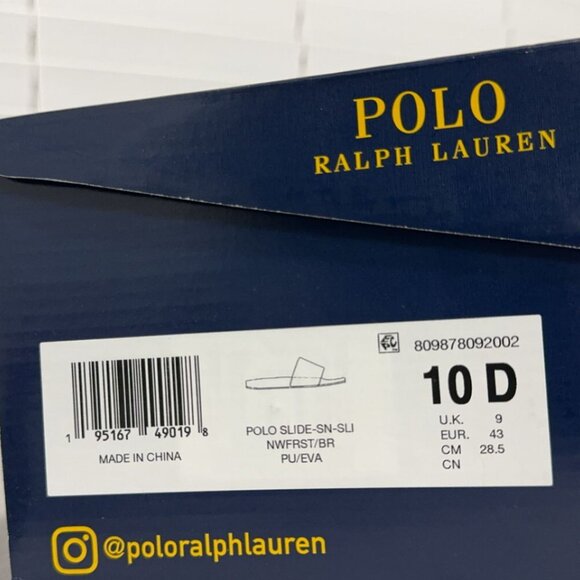 POLO
RALPH LAUREN
809878092002
1 95167 49019 8
MADE IN CHINA
POLO SLIDE-SN-SLI
NWFRST/BR
PU/EVA
10 D
U.K. 9
EUR. 43
CM 28.5
CN
@poloralphlauren